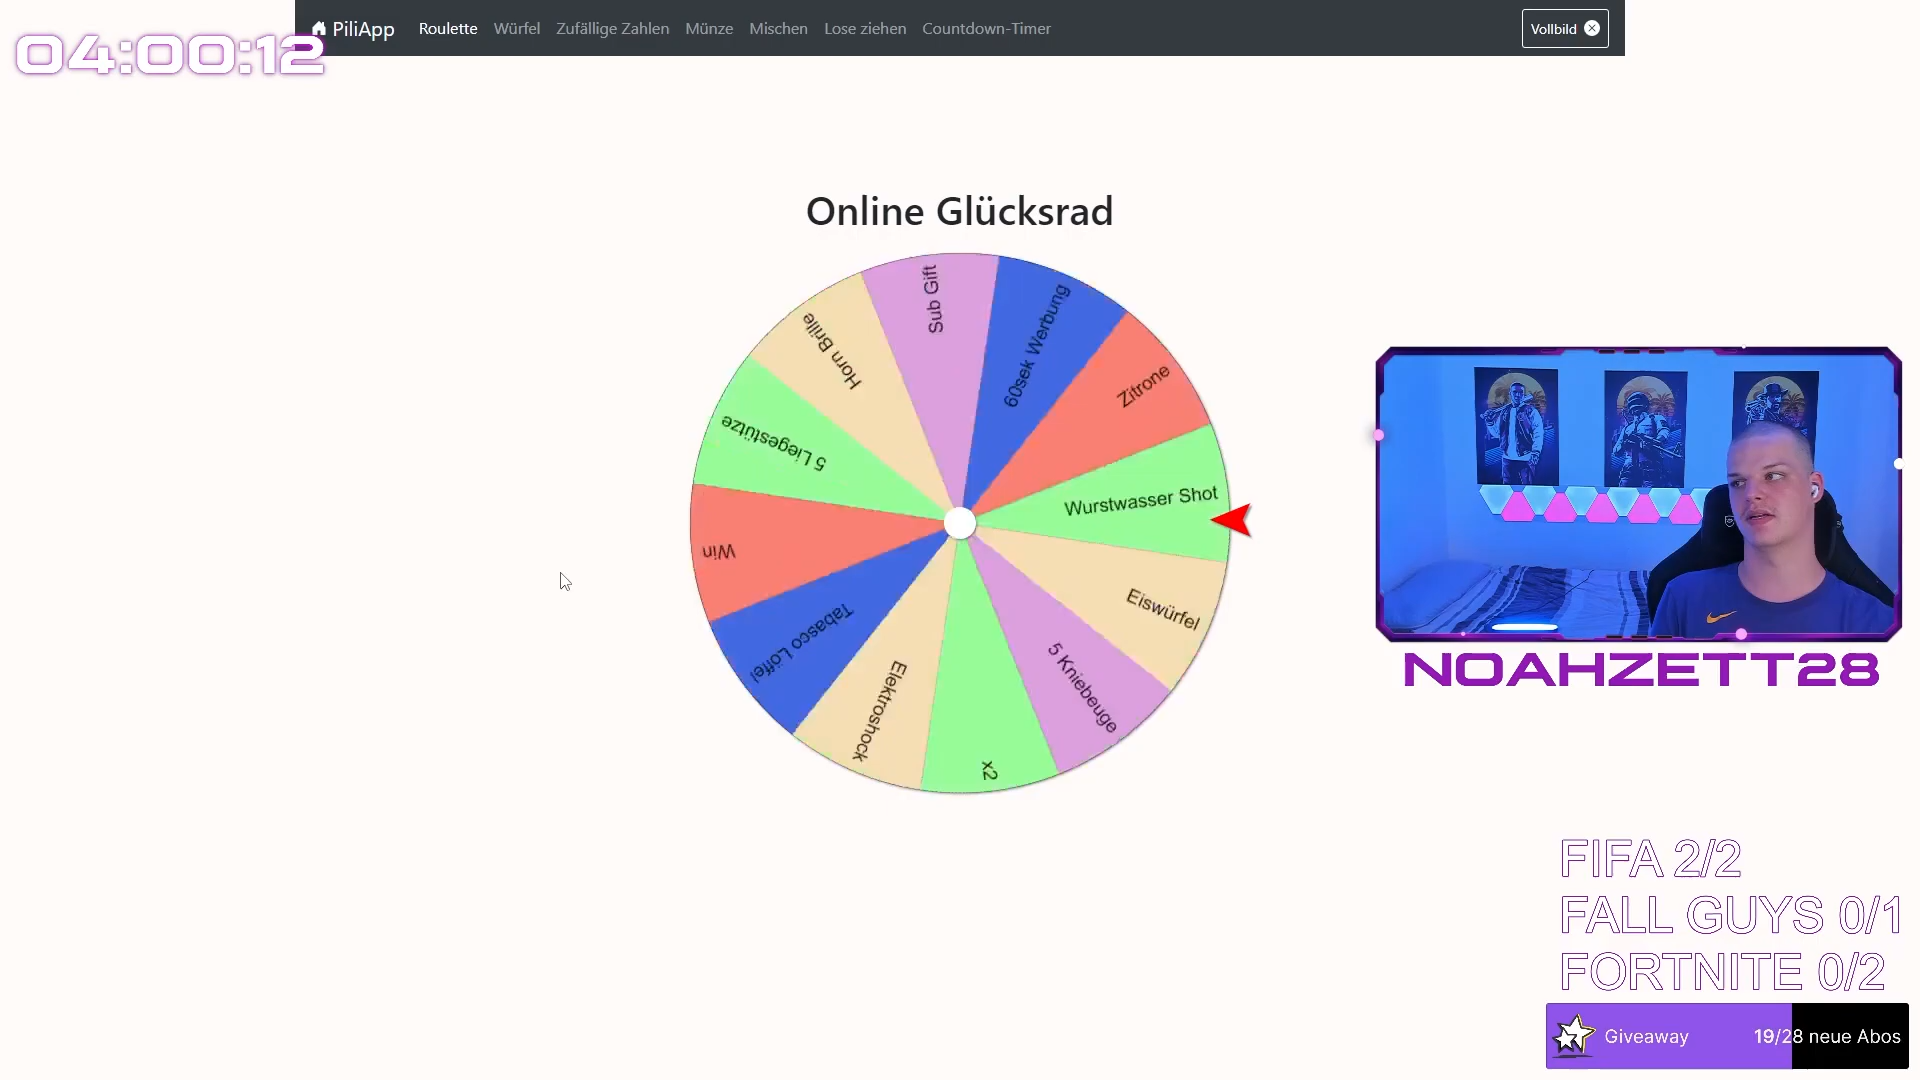 04:00:12
PiliApp Roulette Würfel Zufällige Zahlen Münze Mischen Lose ziehen Countdown-Timer Vollbild
Online Glücksrad
Sub Gift
60sek Werbung
Zitrone
Wurstwasser Shot
Eiswürfel
5 Kniebeuge
x2
Elektroshock
Tabasco Löffel
Win
5 Liegestütze
Horn Brille
NOAHZETT28
FIFA 2/2
FALL GUYS 0/1
FORTNITE 0/2
Giveaway 19/28 neue Abos